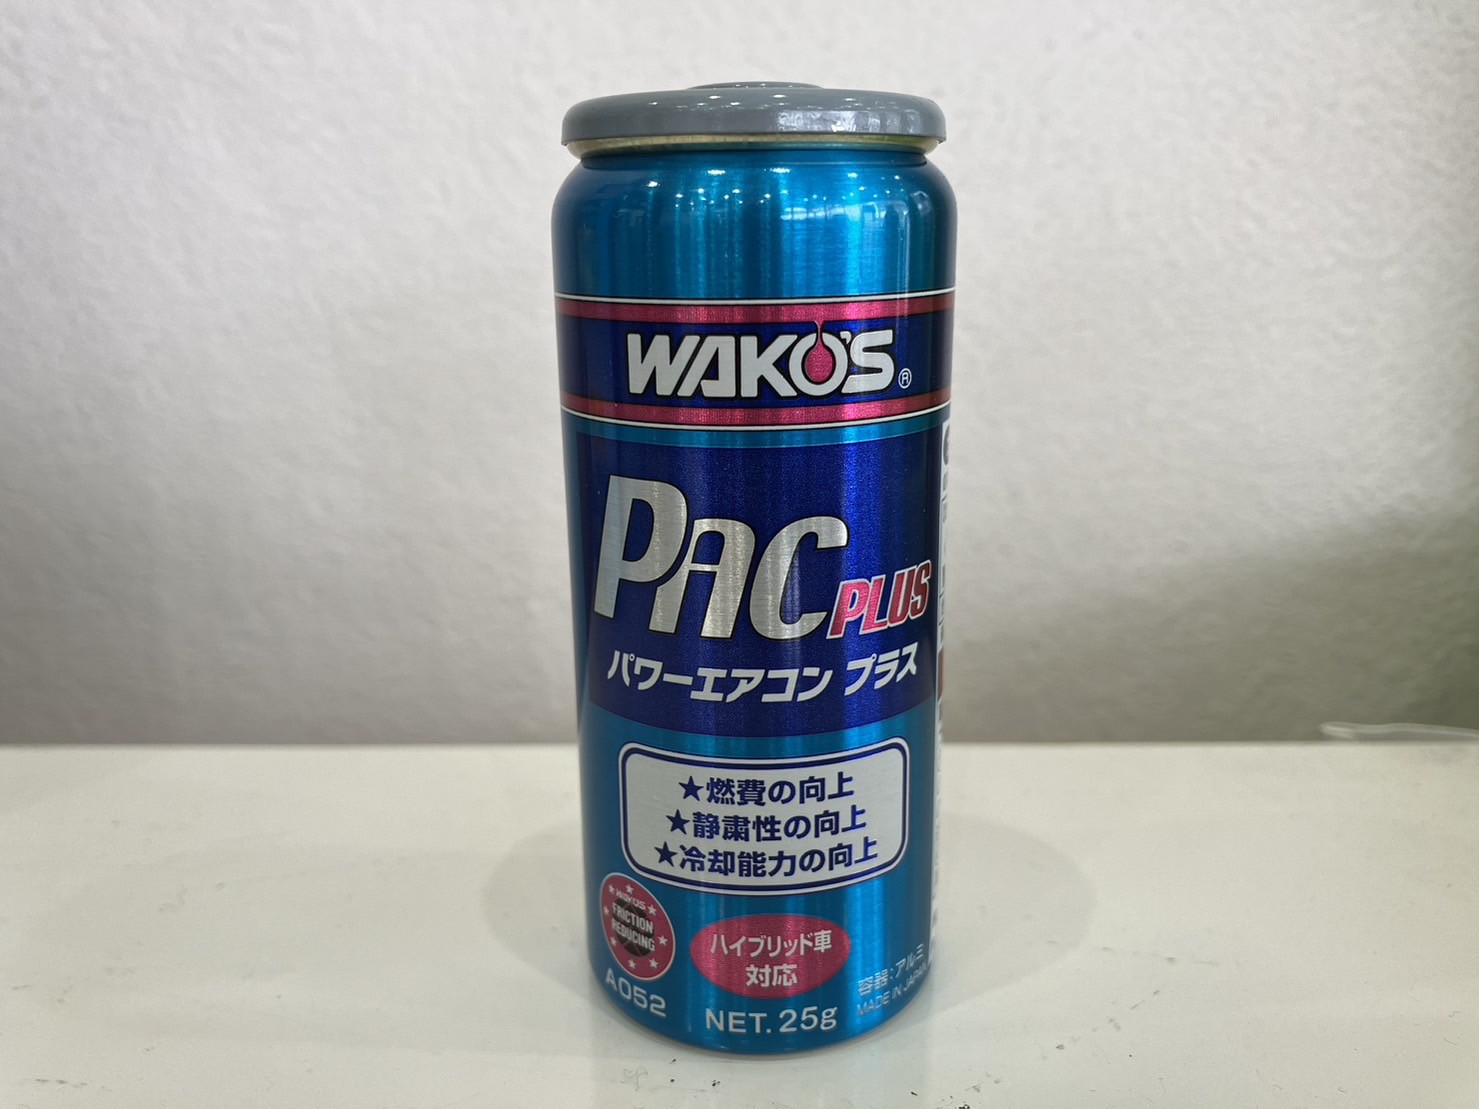 WAKO'S®
PAC PLUS
パワーエアコン プラス
★燃費の向上
★静粛性の向上
★冷却能力の向上
WAKO'S
FRICTION
REDUCING
A052
ハイブリッド車
対応
NET.25g
容器：アルミ
MADE IN JAPAN